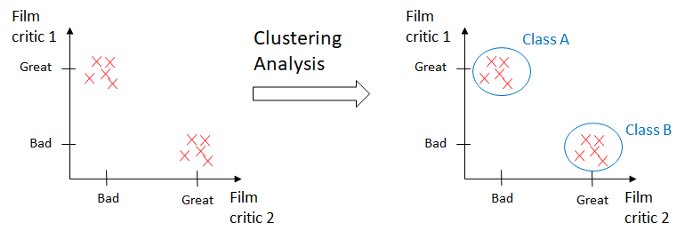 Film
critic 1
Great
Bad
Bad
Great
Film
critic 2
Clustering
Analysis
Film
critic 1
Class A
Great
Class B
Bad
Bad
Great
Film
critic 2